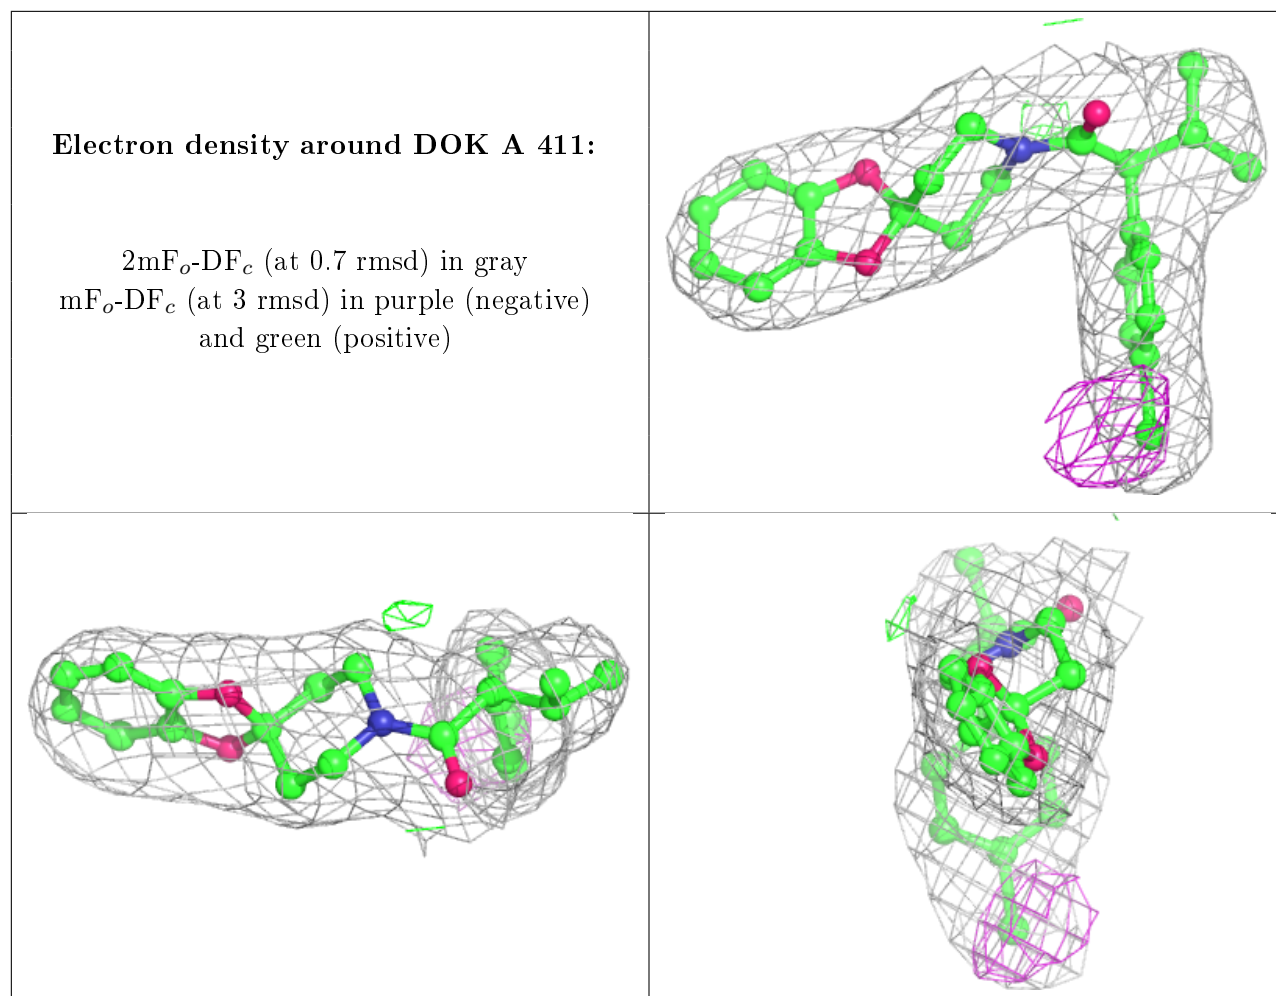 Electron density around DOK A 411:
2mFo-DFc (at 0.7 rmsd) in gray
mFo-DFc (at 3 rmsd) in purple (negative)
and green (positive)